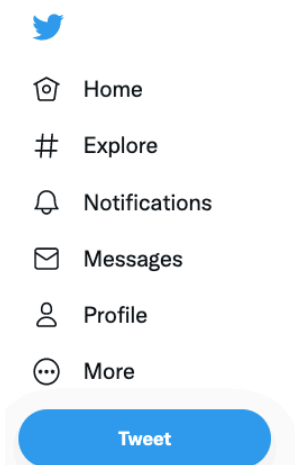 Home
Explore
Notifications
Messages
Profile
More
Tweet